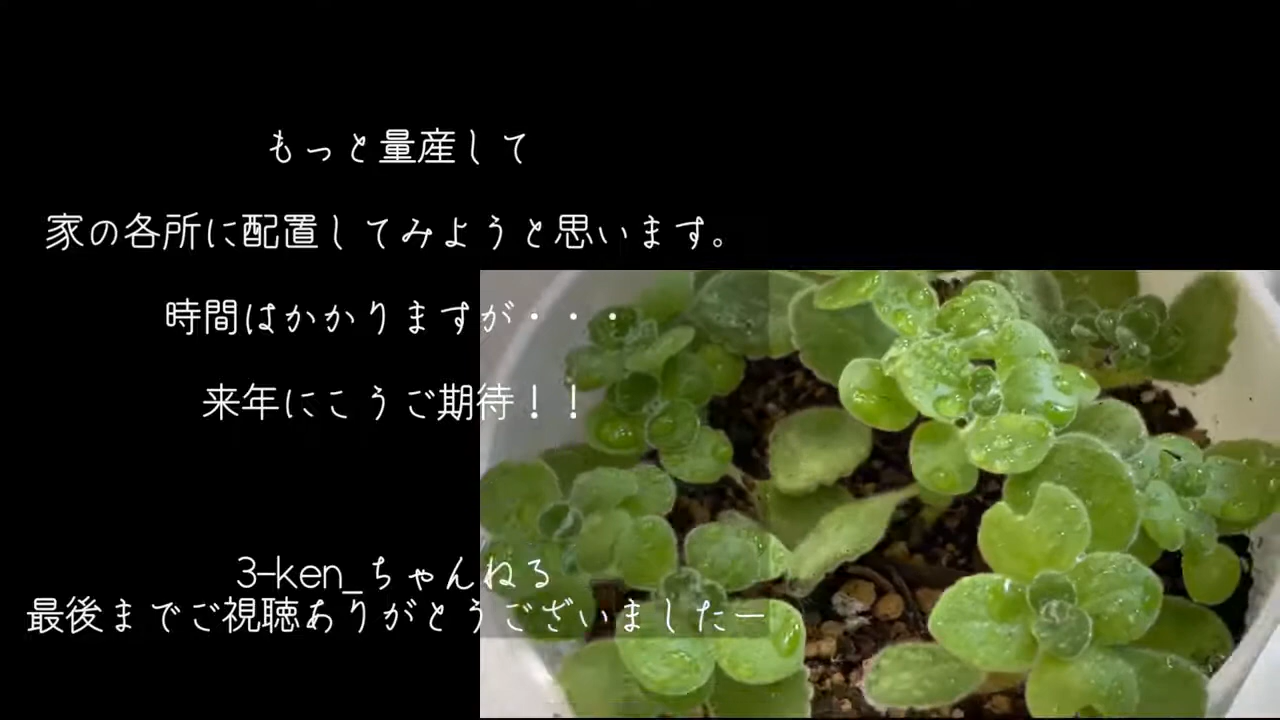 もっと量産して
家の各所に配置してみようと思います。
時間はかかりますが・・・
来年にこうご期待！！
3-ken_ちゃんねる
最後までご視聴ありがとうございましたー